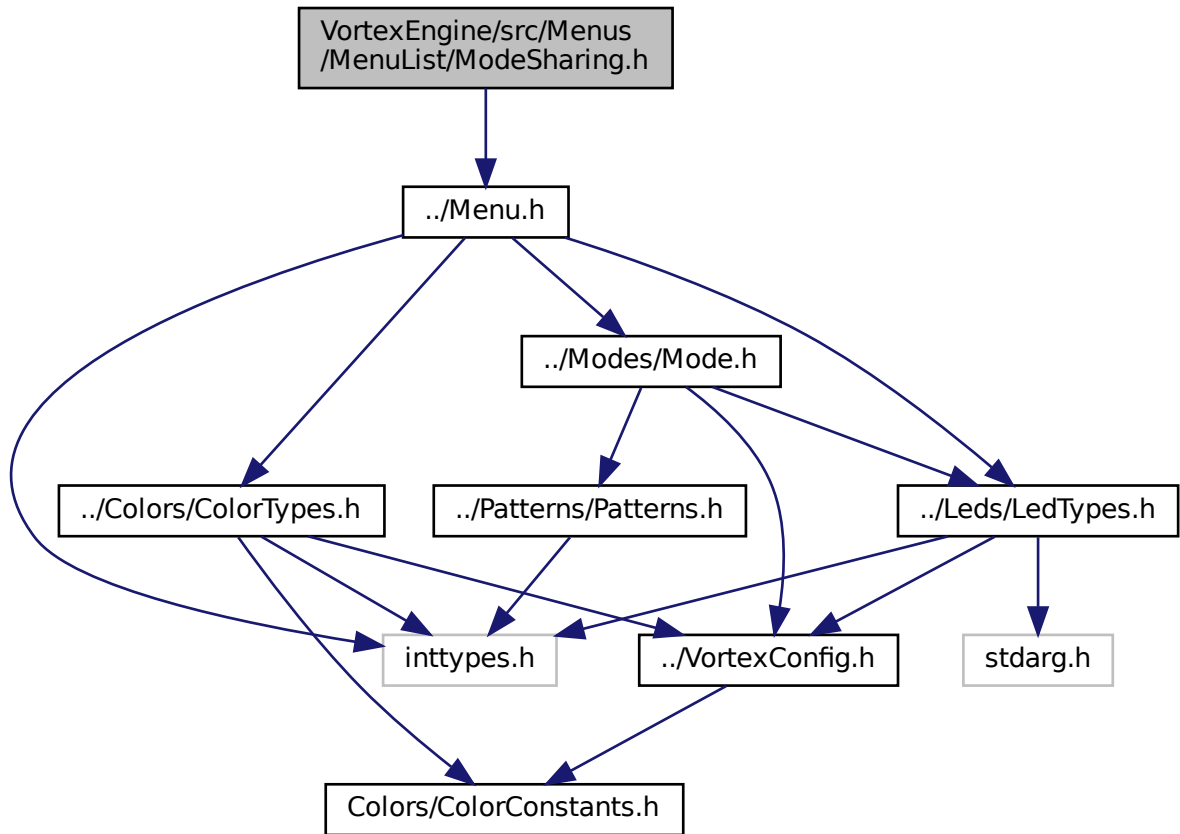 VortexEngine/src/Menus
/MenuList/ModeSharing.h
../Menu.h
../Modes/Mode.h
../Colors/ColorTypes.h
../Patterns/Patterns.h
../Leds/LedTypes.h
inttypes.h
../VortexConfig.h
stdarg.h
Colors/ColorConstants.h